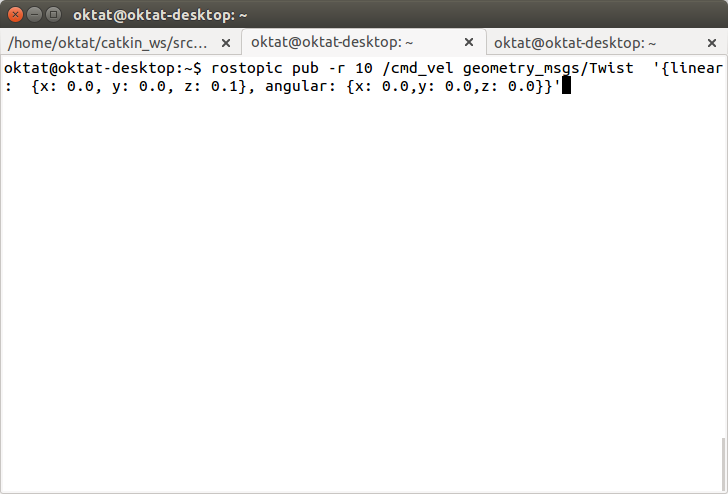 oktat@oktat-desktop: ~
/home/oktat/catkin_ws/src... × oktat@oktat-desktop: ~ × oktat@oktat-desktop: ~ ×
oktat@oktat-desktop:~$ rostopic pub -r 10 /cmd_vel geometry_msgs/Twist  '{linear
:  {x: 0.0, y: 0.0, z: 0.1}, angular: {x: 0.0,y: 0.0,z: 0.0}}'